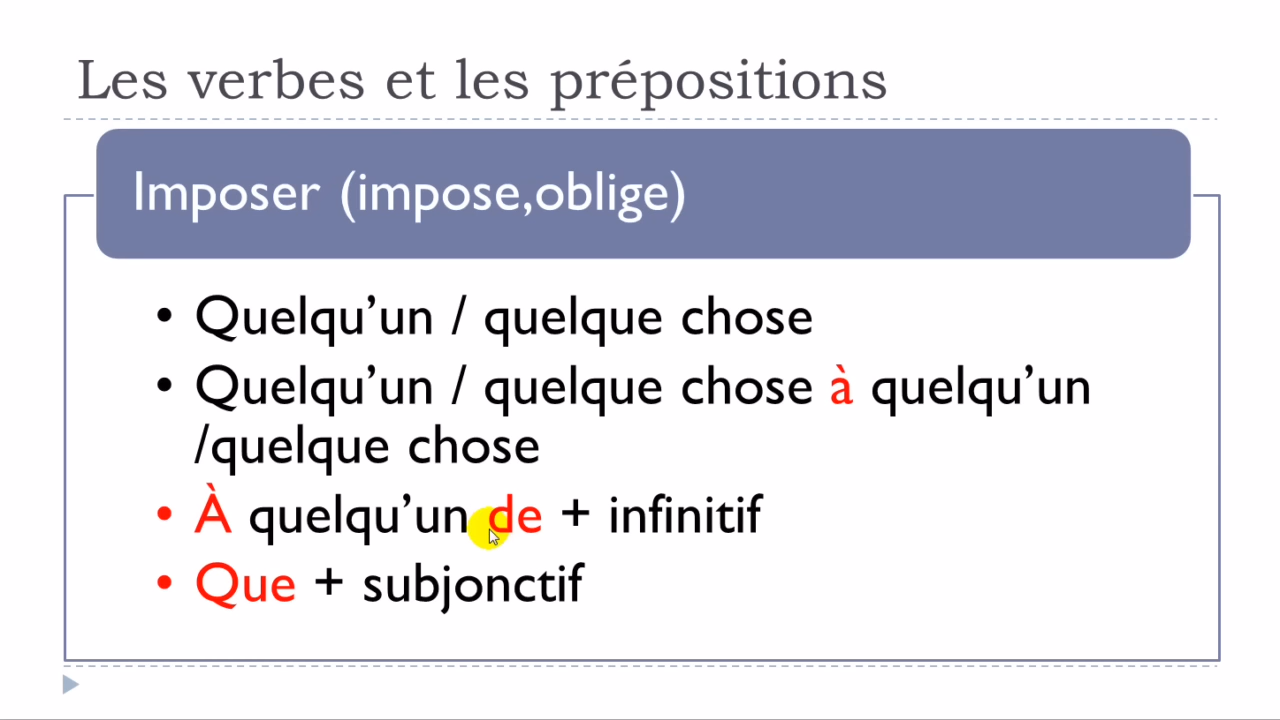 Les verbes et les prépositions
Imposer (impose,oblige)
• Quelqu’un / quelque chose
• Quelqu’un / quelque chose à quelqu’un
/quelque chose
• À quelqu’un de + infinitif
• Que + subjonctif